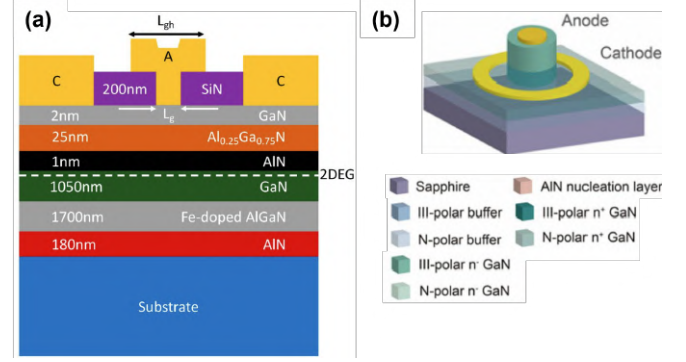 (a)
L_gh
A
C
200nm
SiN
C
L_g
2nm GaN
25nm Al0.25Ga0.75N
1nm AlN
2DEG
1050nm GaN
1700nm Fe-doped AlGaN
180nm AlN
Substrate
(b)
Anode
Cathode
Sapphire
AlN nucleation layer
III-polar buffer
III-polar n⁺ GaN
N-polar buffer
N-polar n⁺ GaN
III-polar n⁻ GaN
N-polar n⁻ GaN